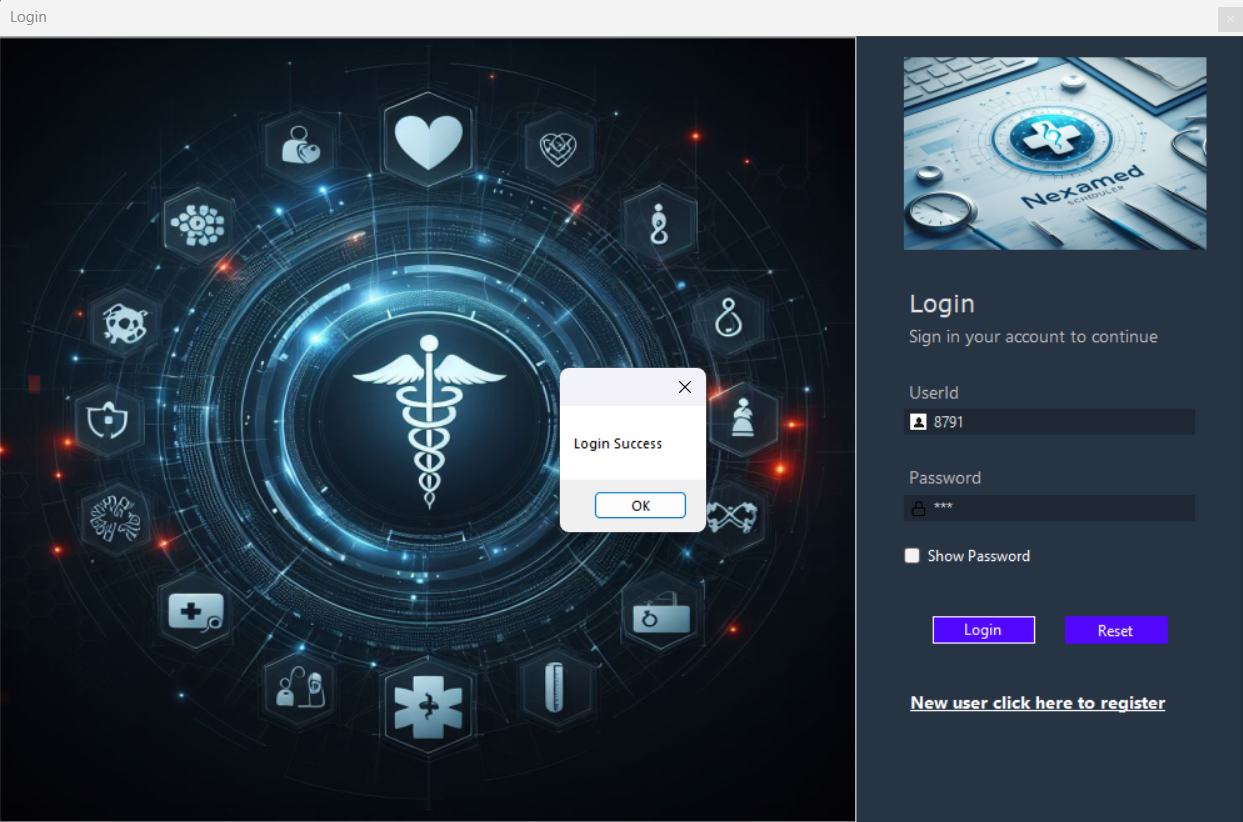 Login
Nexamed
SCHEDULER
Login
Sign in your account to continue
UserId
8791
Password
***
Show Password
Login Reset
New user click here to register
Login Success
OK